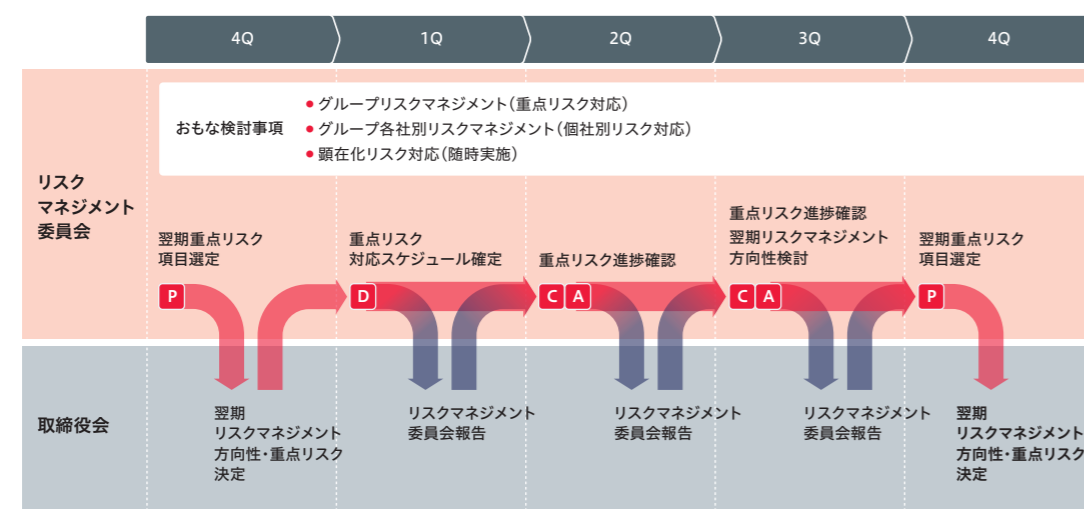 4Q
1Q
2Q
3Q
4Q
おもな検討事項
●グループリスクマネジメント(重点リスク対応)
●グループ各社別リスクマネジメント(個社別リスク対応)
●顕在化リスク対応(随時実施)
リスク
マネジメント
委員会
翌期重点リスク
項目選定
重点リスク
対応スケジュール確定
重点リスク進捗確認
重点リスク進捗確認
翌期リスクマネジメント
方向性検討
翌期重点リスク
項目選定
P
D
C A
C A
P
取締役会
翌期
リスクマネジメント
方向性・重点リスク
決定
リスクマネジメント
委員会報告
リスクマネジメント
委員会報告
リスクマネジメント
委員会報告
翌期
リスクマネジメント
方向性・重点リスク
決定